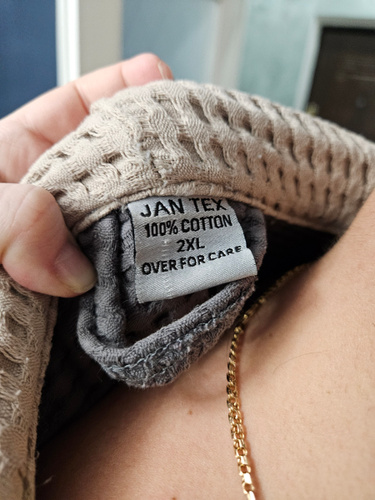 JAN TEX
100% COTTON
2XL
OVER FOR CARE